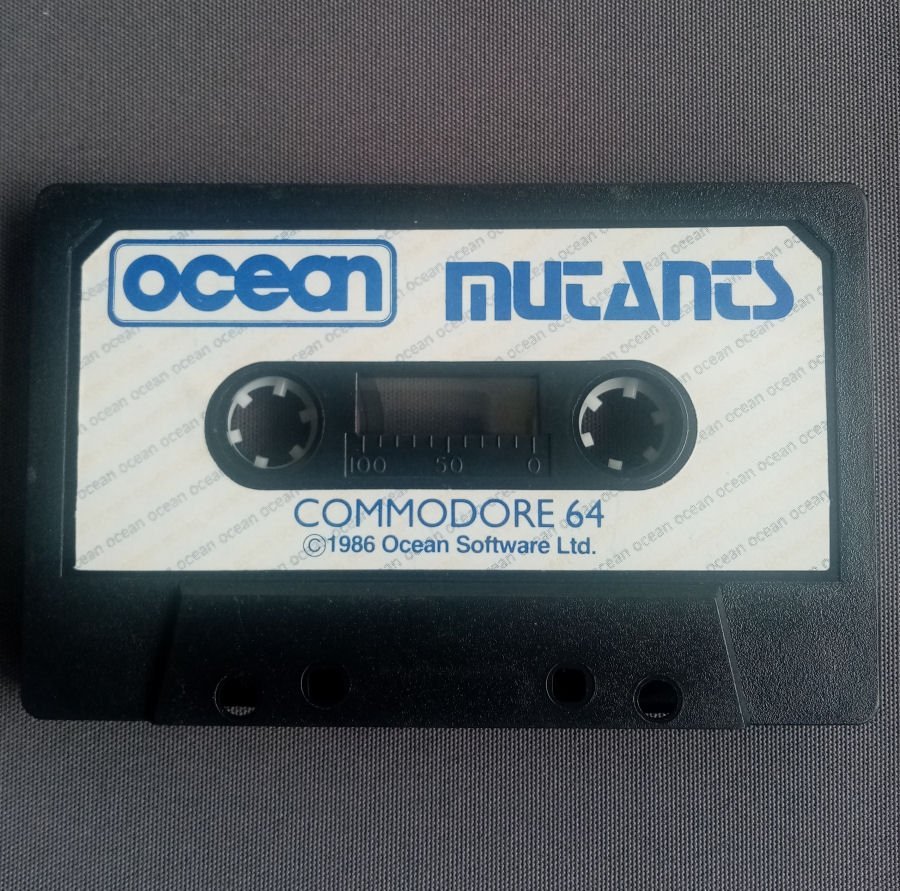 ocean mutants
100 50 0
COMMODORE 64
©1986 Ocean Software Ltd.